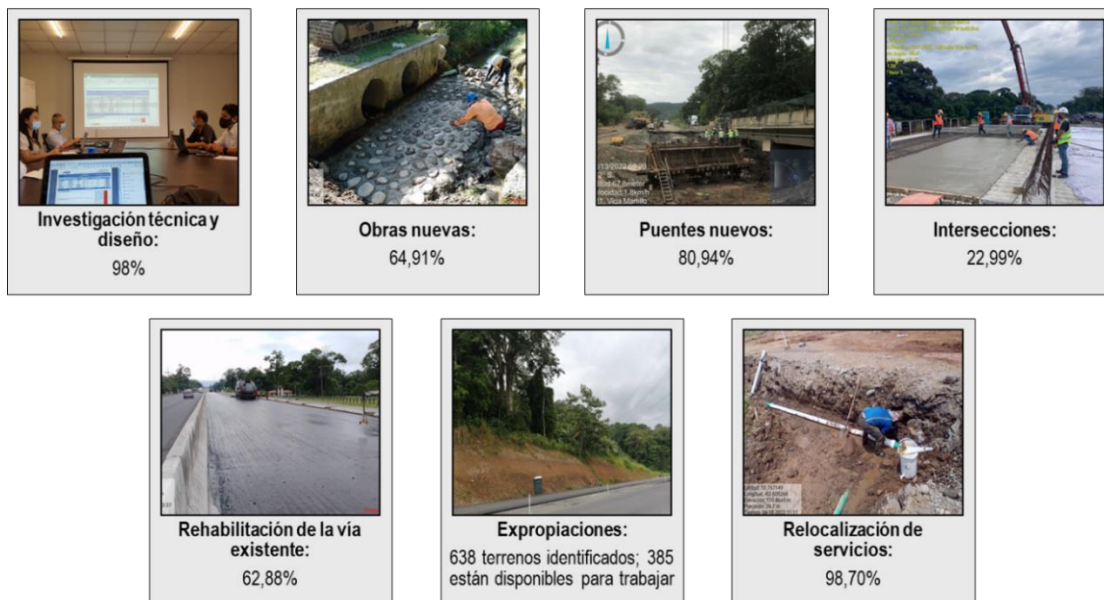 Investigación técnica y
diseño:
98%
Obras nuevas:
64,91%
Puentes nuevos:
80,94%
Intersecciones:
22,99%
Rehabilitación de la vía
existente:
62,88%
Expropiaciones:
638 terrenos identificados; 385
están disponibles para trabajar
Relocalización de
servicios:
98,70%